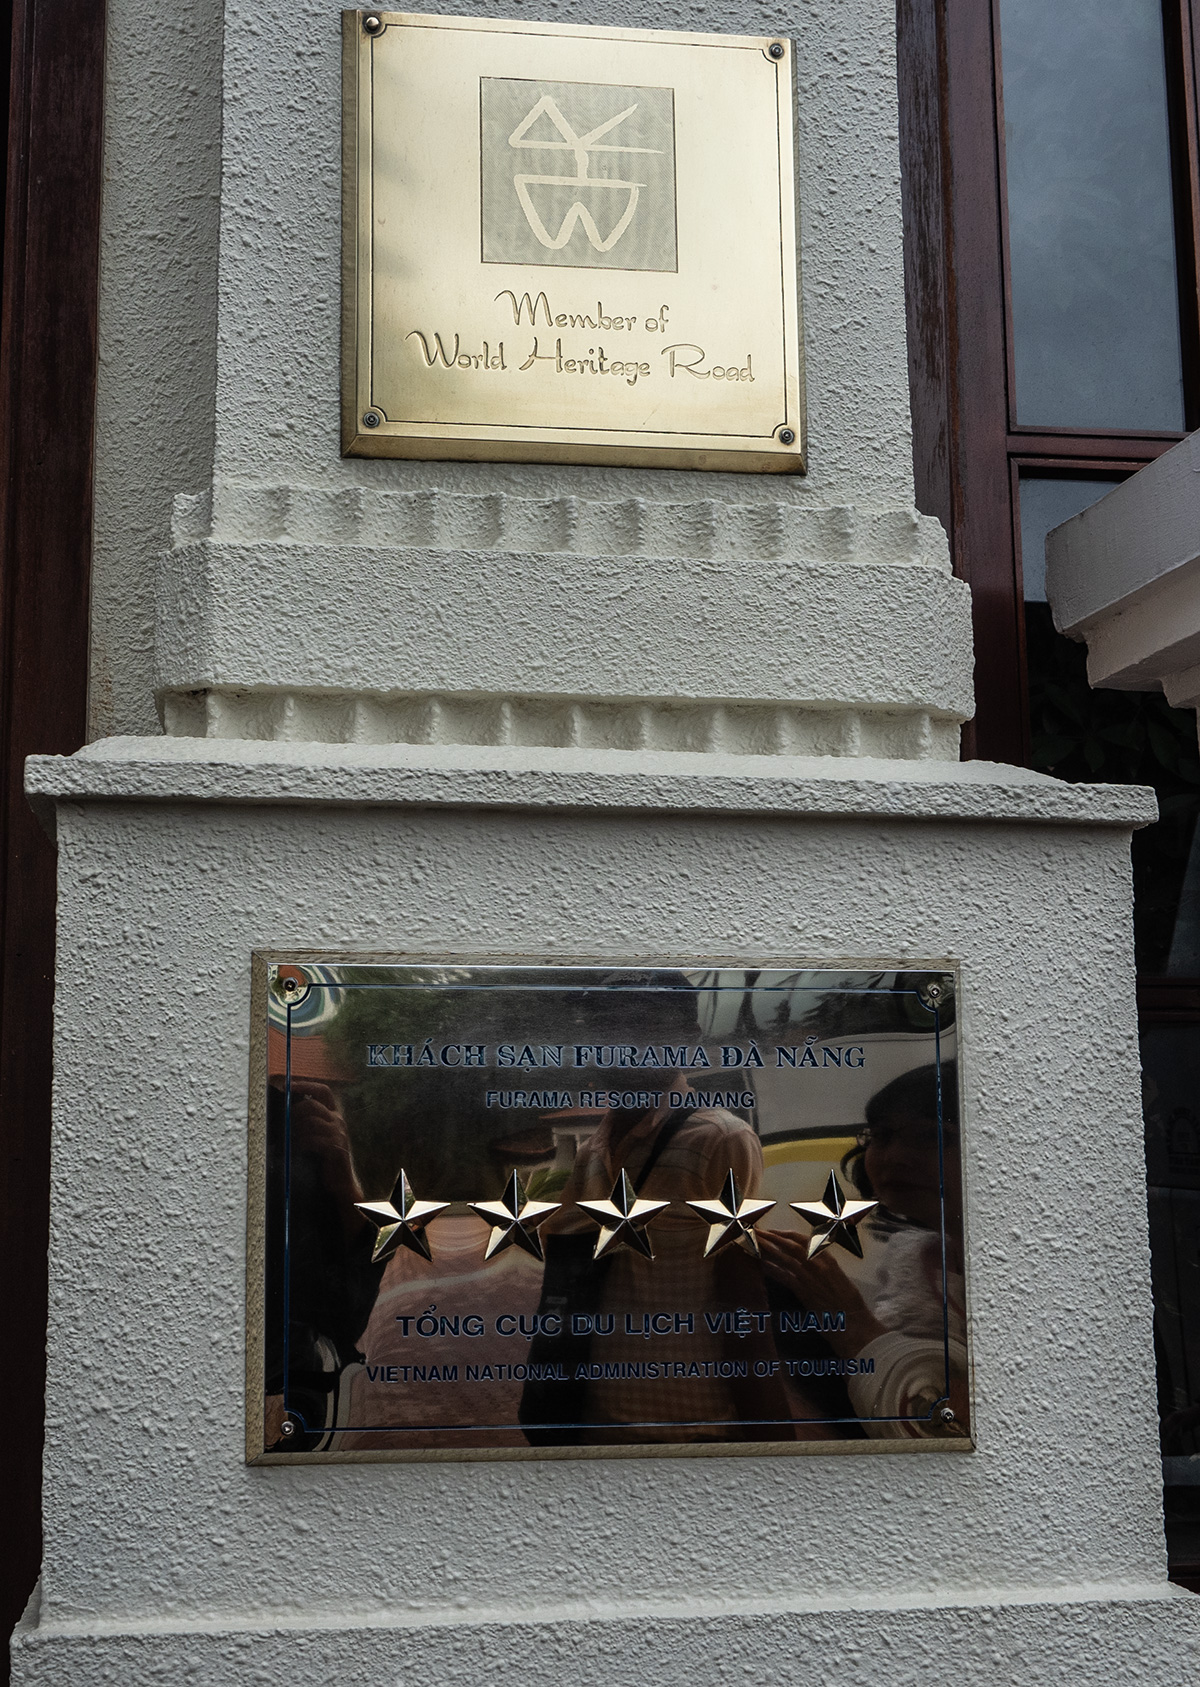 Member of
World Heritage Road
KHÁCH SẠN FURAMA ĐÀ NẴNG
FURAMA RESORT DANANG
TỔNG CỤC DU LỊCH VIỆT NAM
VIETNAM NATIONAL ADMINISTRATION OF TOURISM